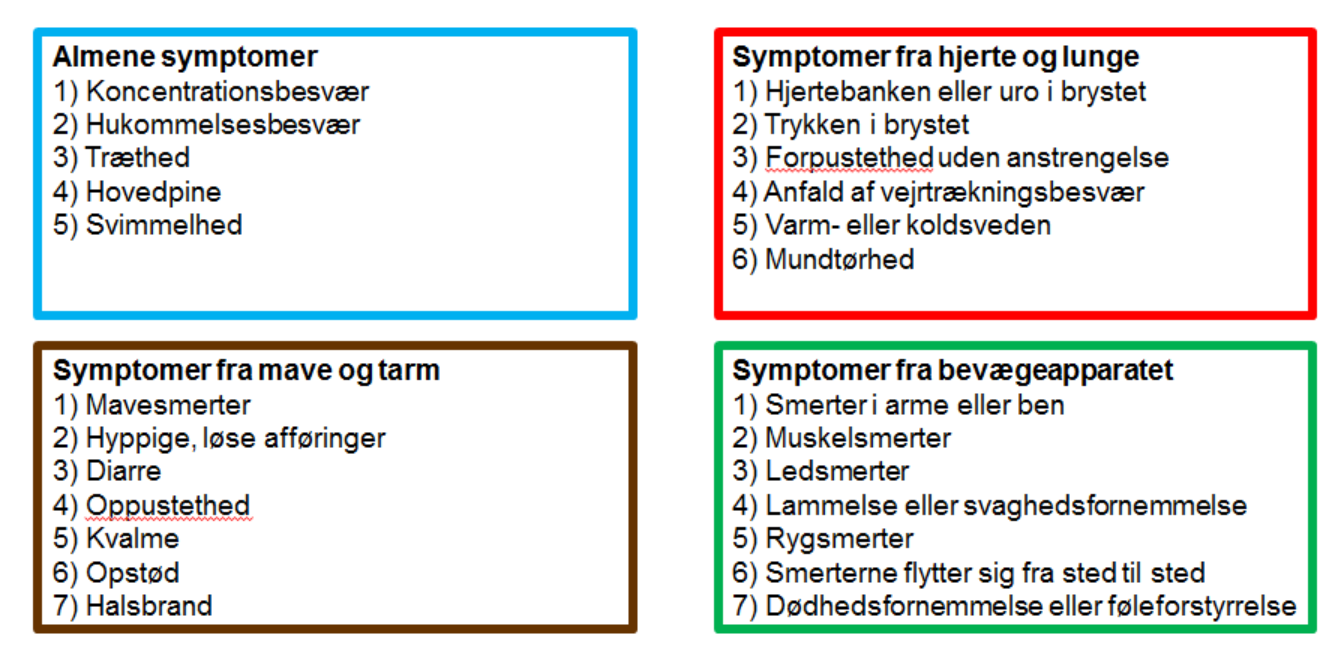 Almene symptomer
1) Koncentrationsbesvær
2) Hukommelsesbesvær
3) Træthed
4) Hovedpine
5) Svimmelhed
Symptomer fra hjerte og lunge
1) Hjertebanken eller uro i brystet
2) Trykken i brystet
3) Forpustethed uden anstrengelse
4) Anfald af vejrtrækningsbesvær
5) Varm- eller koldsveden
6) Mundtørhed
Symptomer fra mave og tarm
1) Mavesmerter
2) Hyppige, løse afføringer
3) Diarre
4) Oppustethed
5) Kvalme
6) Opstød
7) Halsbrand
Symptomer fra bevægeapparatet
1) Smerter i arme eller ben
2) Muskelsmerter
3) Ledsmerter
4) Lammelse eller svaghedsfornemmelse
5) Rygsmerter
6) Smerterne flytter sig fra sted til sted
7) Dødhedsfornemmelse eller føleforstyrrelse